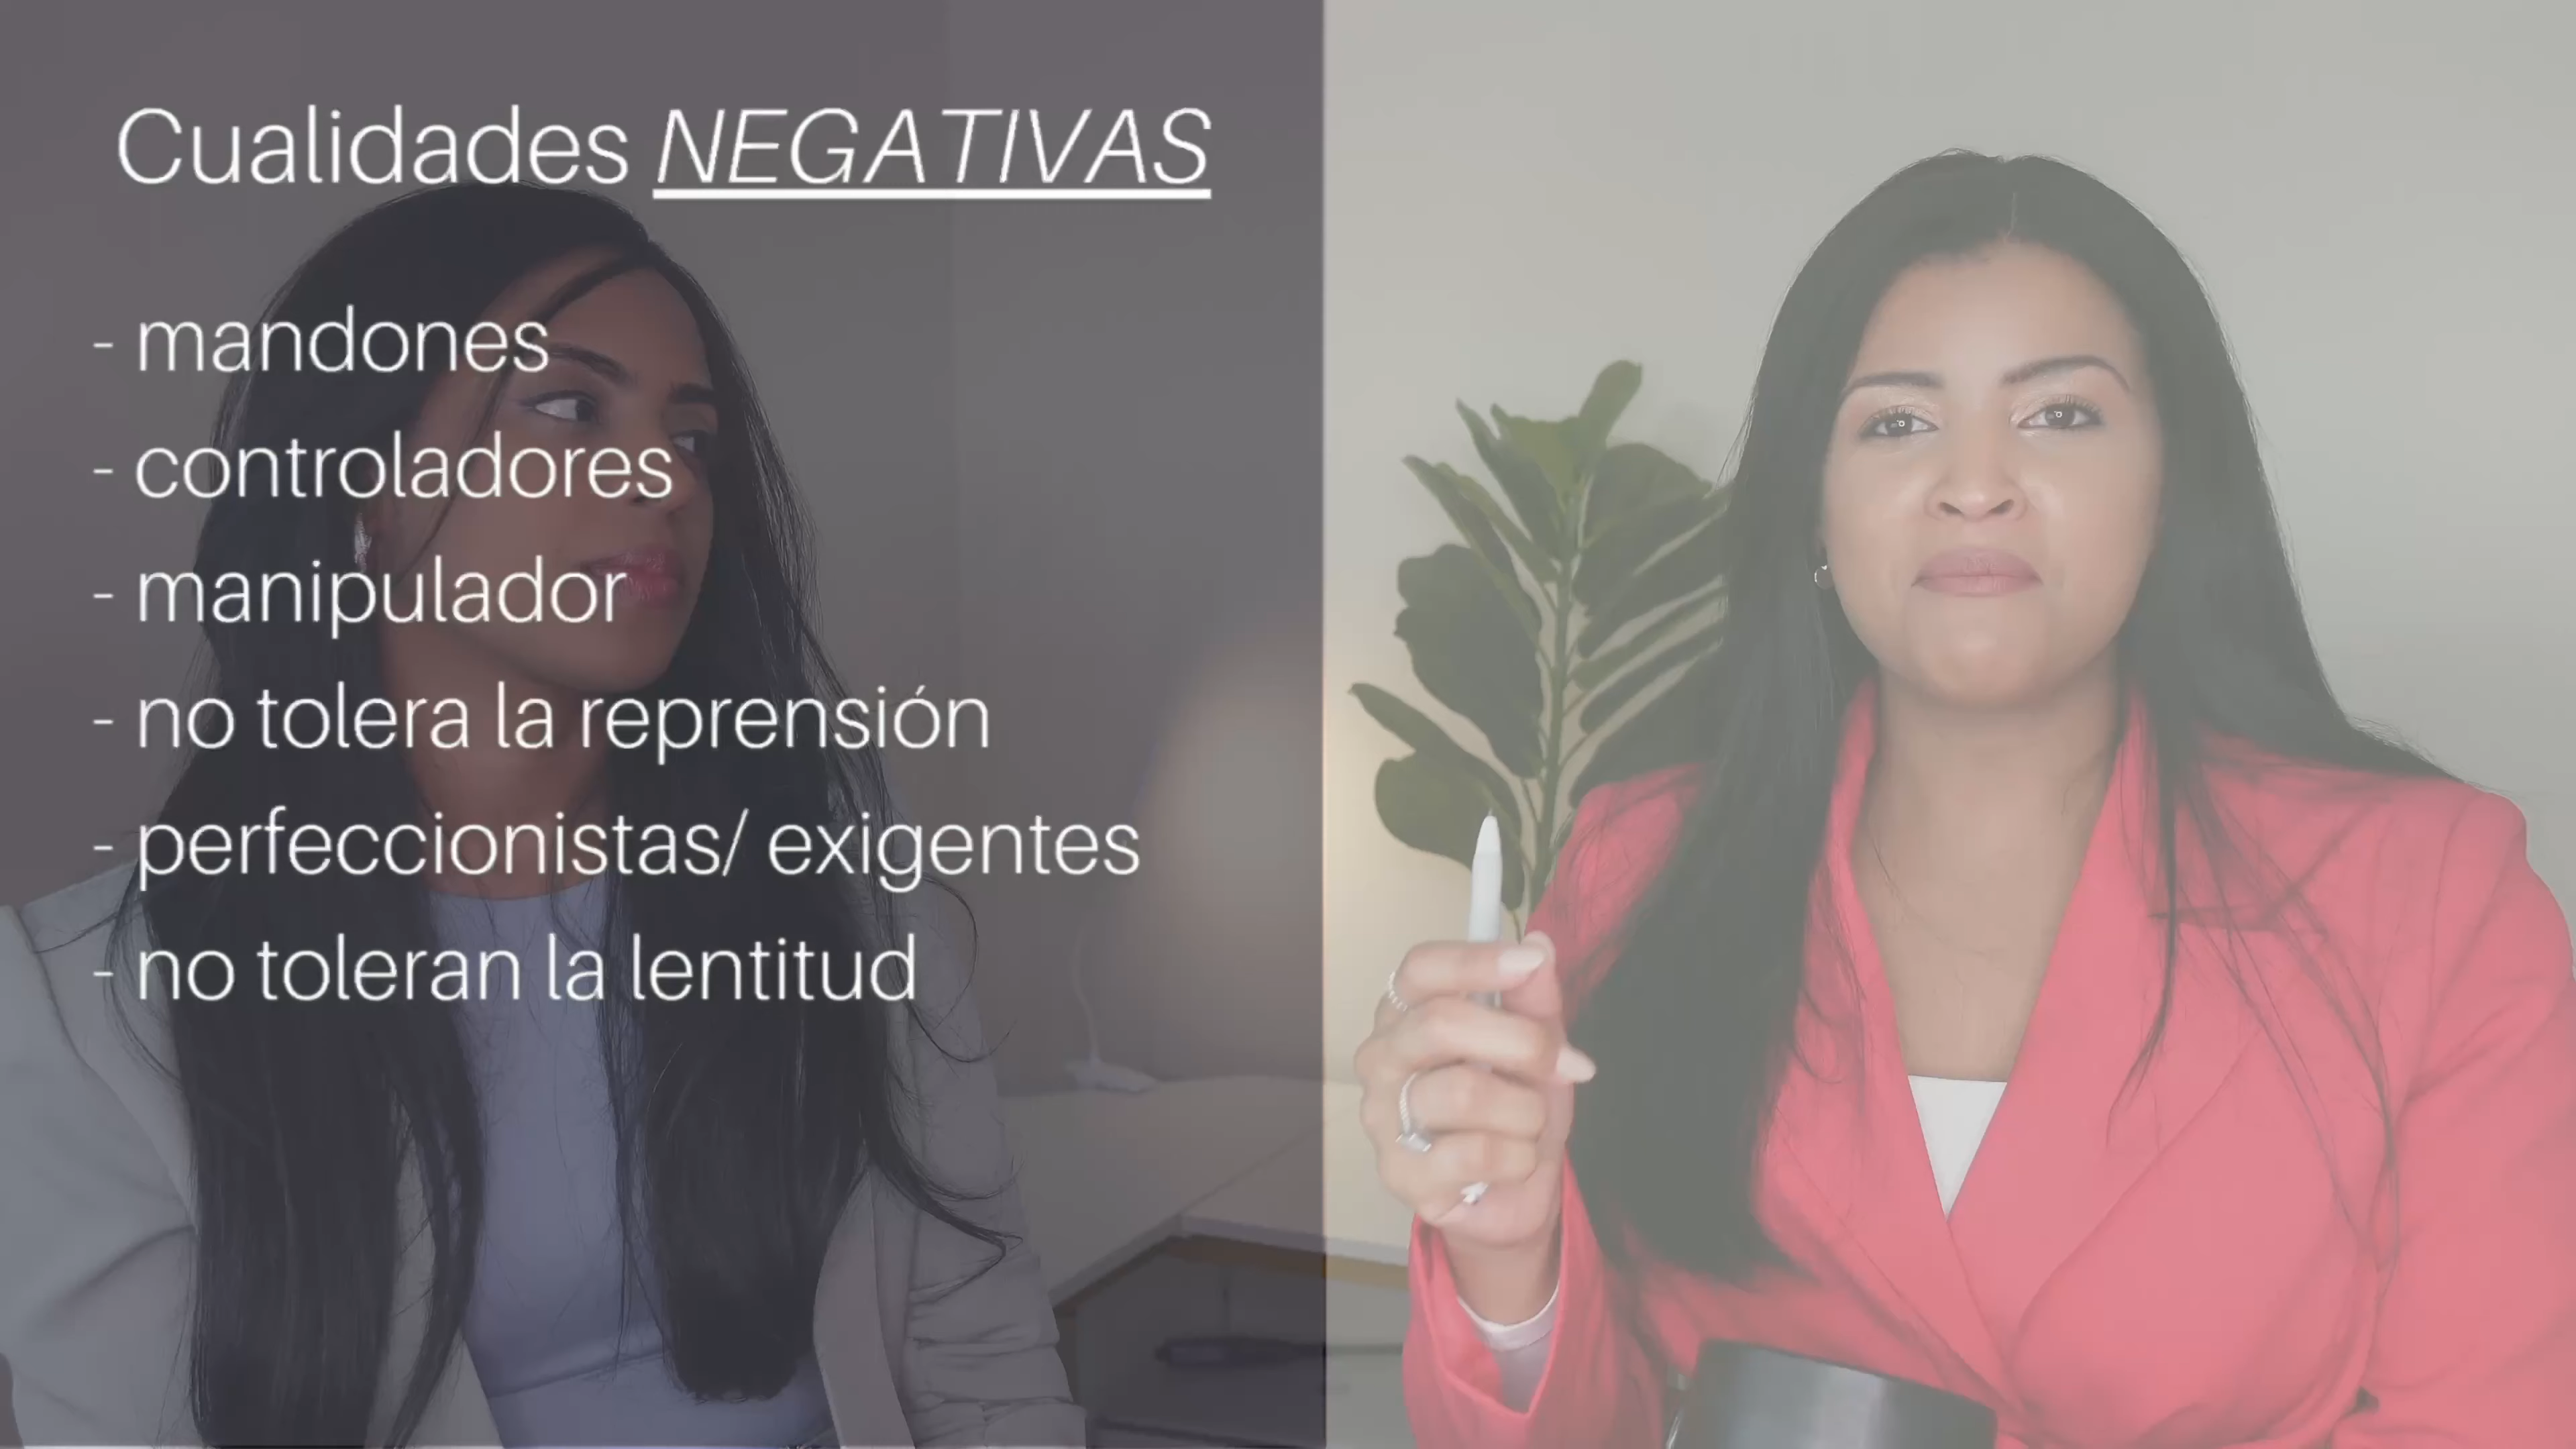 Cualidades NEGATIVAS
- mandones
- controladores
- manipulador
- no tolera la reprensión
- perfeccionistas/ exigentes
- no toleran la lentitud